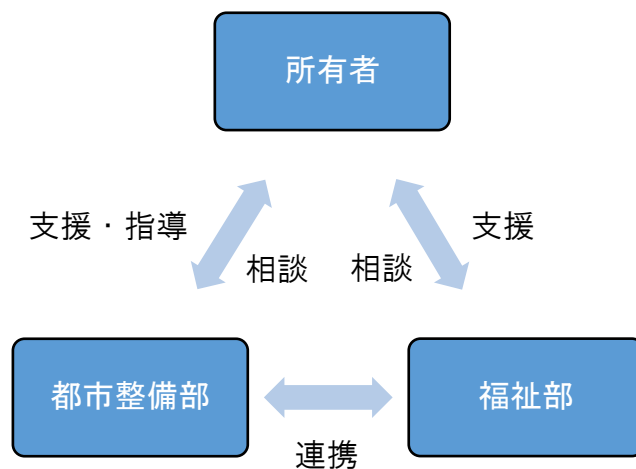 所有者
支援・指導
支援
相談
相談
都市整備部
福祉部
連携